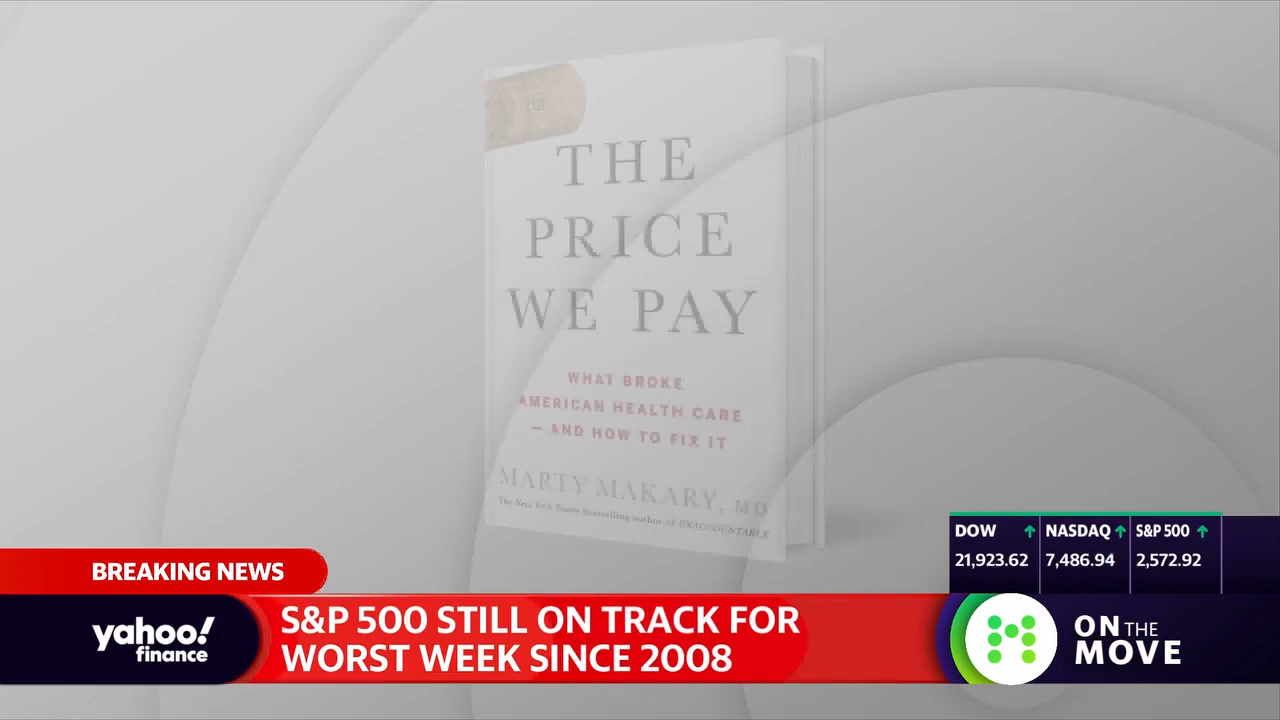 THE
PRICE
WE PAY
WHAT BROKE
AMERICAN HEALTH CARE
— AND HOW TO FIX IT
MARTY MAKARY, MD
The New York Times bestselling author of UNACCOUNTABLE
DOW
21,923.62
NASDAQ
7,486.94
S&P 500
2,572.92
BREAKING NEWS
yahoo!
finance
S&P 500 STILL ON TRACK FOR
WORST WEEK SINCE 2008
ON THE
MOVE